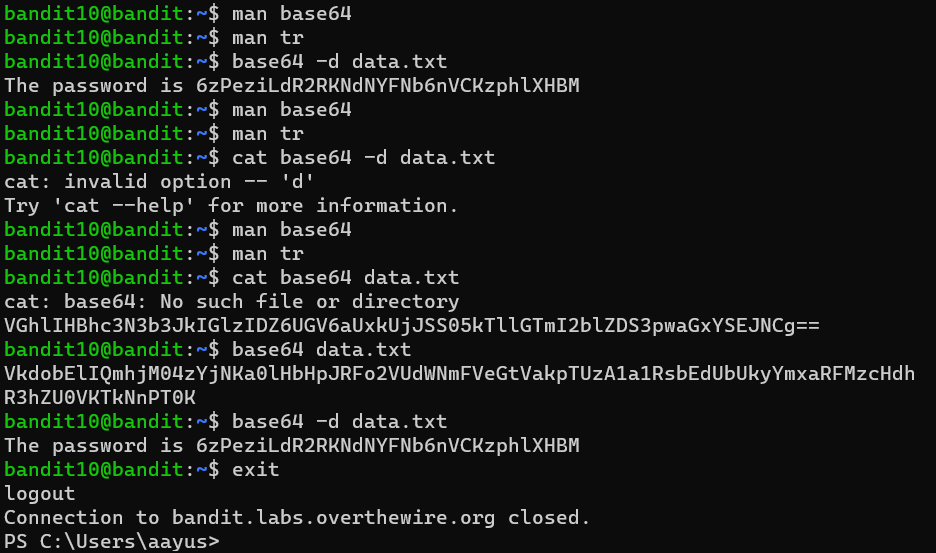 bandit10@bandit:~$ man base64
bandit10@bandit:~$ man tr
bandit10@bandit:~$ base64 -d data.txt
The password is 6zPeziLdR2RKNdNYFNb6nVCKzphlXHBM
bandit10@bandit:~$ man base64
bandit10@bandit:~$ man tr
bandit10@bandit:~$ cat base64 -d data.txt
cat: invalid option -- 'd'
Try 'cat --help' for more information.
bandit10@bandit:~$ man base64
bandit10@bandit:~$ man tr
bandit10@bandit:~$ cat base64 data.txt
cat: base64: No such file or directory
VGhlIHBhc3N3b3JkIGlzIDZ6UGV6aUxkUjJSS05kTllGTmI2blZDS3pwaGxYSEJNCg==
bandit10@bandit:~$ base64 data.txt
VkdobElIQmhjM04zYjNKa0lHbHpJRFo2VUdWNmFVeGtVakpTUzA1a1RsbEdUbUkyYmxaRFMzcHdh
R3hZU0VKTkNnPT0K
bandit10@bandit:~$ base64 -d data.txt
The password is 6zPeziLdR2RKNdNYFNb6nVCKzphlXHBM
bandit10@bandit:~$ exit
logout
Connection to bandit.labs.overthewire.org closed.
PS C:\Users\aayus>